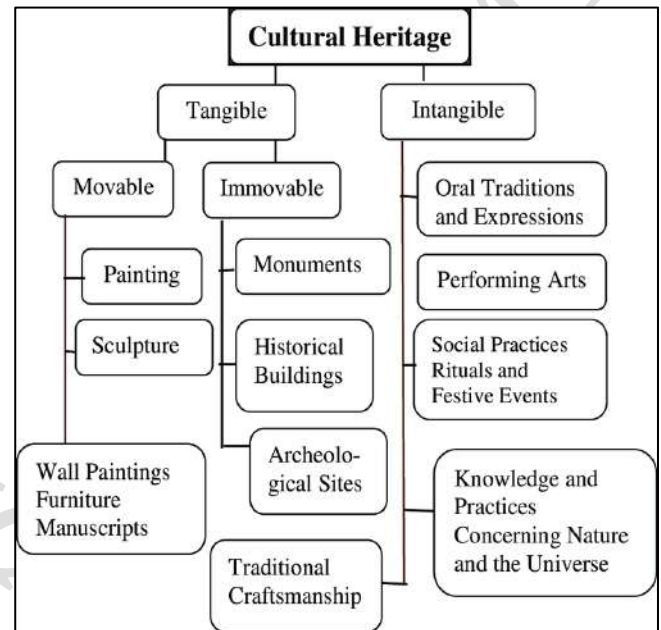 Cultural Heritage
Tangible
Intangible
Movable
Immovable
Oral Traditions
and Expressions
Painting
Monuments
Performing Arts
Sculpture
Historical
Buildings
Social Practices
Rituals and
Festive Events
Wall Paintings
Furniture
Manuscripts
Archeolo-
gical Sites
Knowledge and
Practices
Concerning Nature
and the Universe
Traditional
Craftsmanship